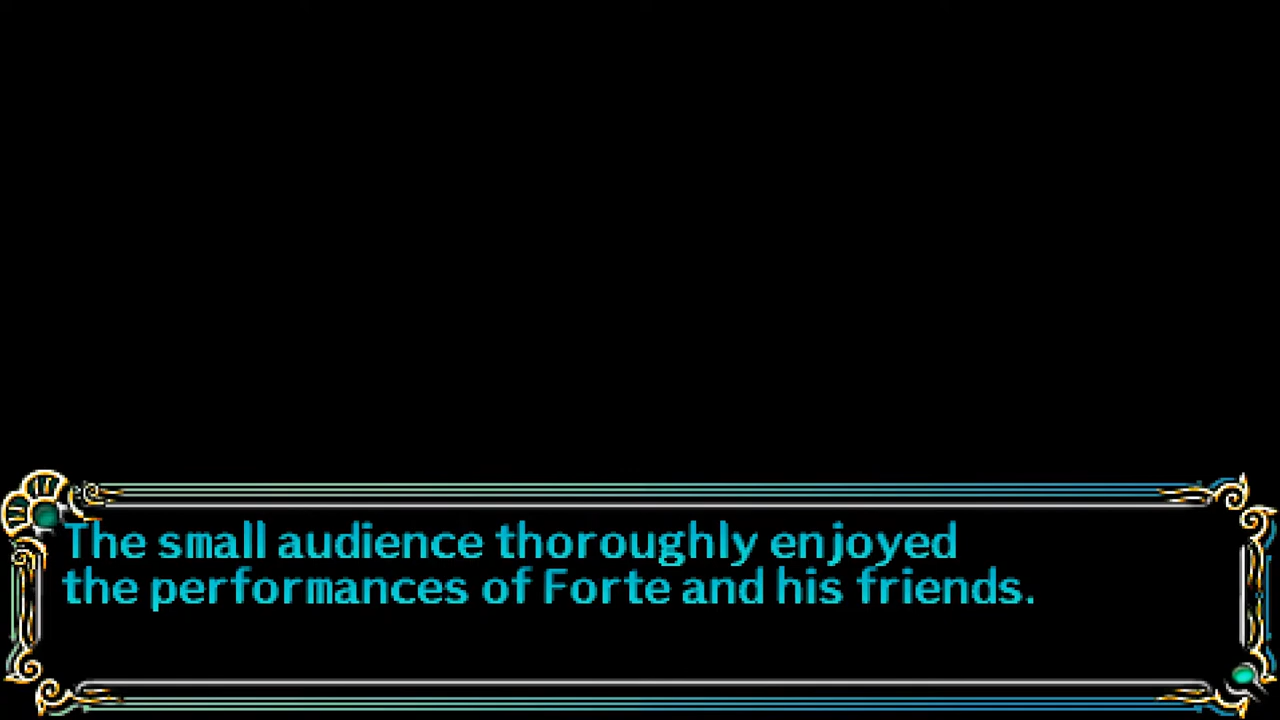 The small audience thoroughly enjoyed
the performances of Forte and his friends.